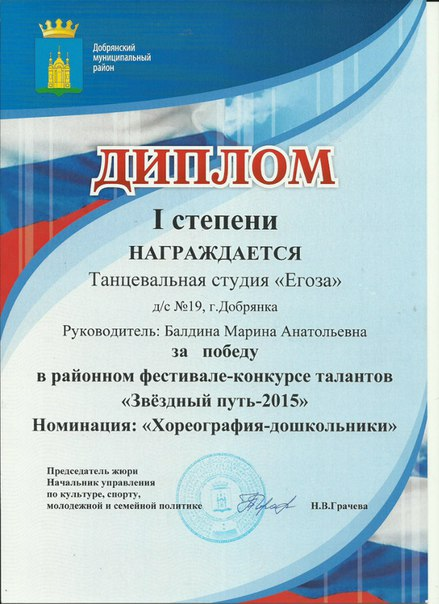 Добрянский
муниципальный
район
ДИПЛОМ
I степени
НАГРАЖДАЕТСЯ
Танцевальная студия «Егоза»
д/с №19, г.Добрянка
Руководитель: Балдина Марина Анатольевна
за победу
в районном фестивале-конкурсе талантов
«Звёздный путь-2015»
Номинация: «Хореография-дошкольники»
Председатель жюри
Начальник управления
по культуре, спорту,
молодежной и семейной политике
Н.В.Грачева